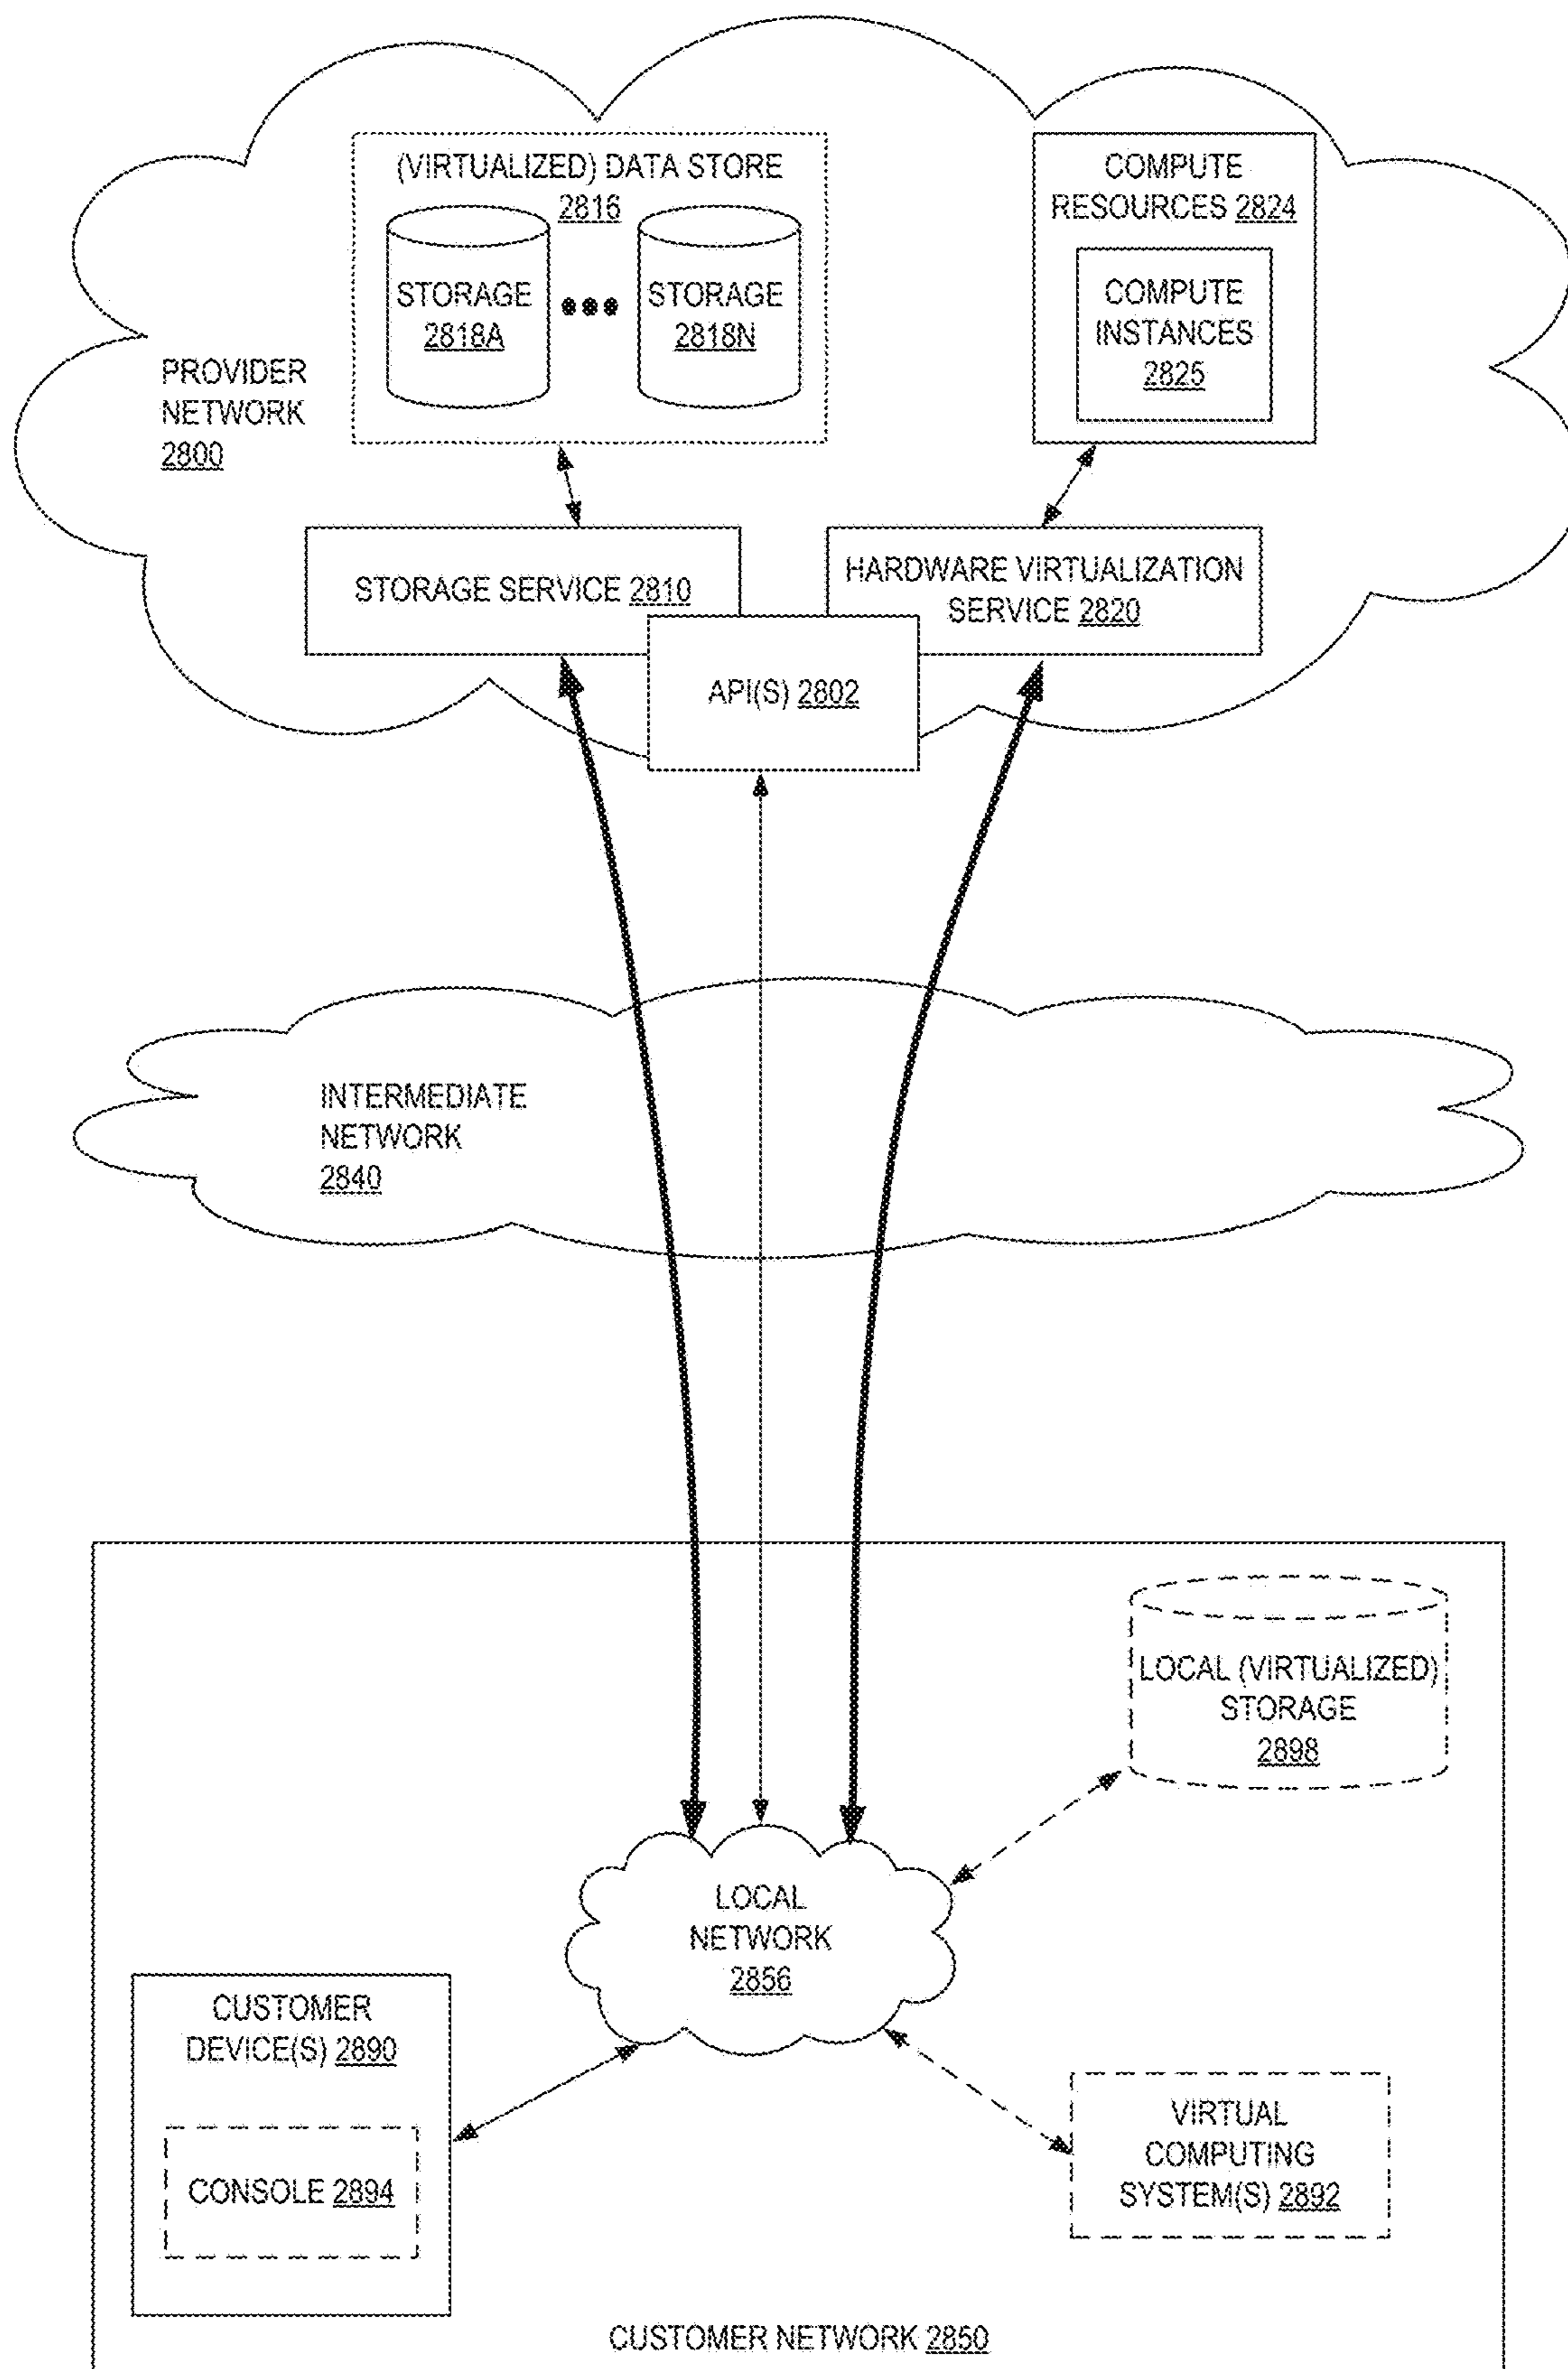 (VIRTUALIZED) DATA STORE
2816
STORAGE
2818A
STORAGE
2818N
COMPUTE
RESOURCES 2824
COMPUTE
INSTANCES
2825
PROVIDER
NETWORK
2800
STORAGE SERVICE 2810
HARDWARE VIRTUALIZATION
SERVICE 2820
API(S) 2802
INTERMEDIATE
NETWORK
2840
LOCAL (VIRTUALIZED)
STORAGE
2898
LOCAL
NETWORK
2856
CUSTOMER
DEVICE(S) 2890
CONSOLE 2894
VIRTUAL
COMPUTING
SYSTEM(S) 2892
CUSTOMER NETWORK 2850